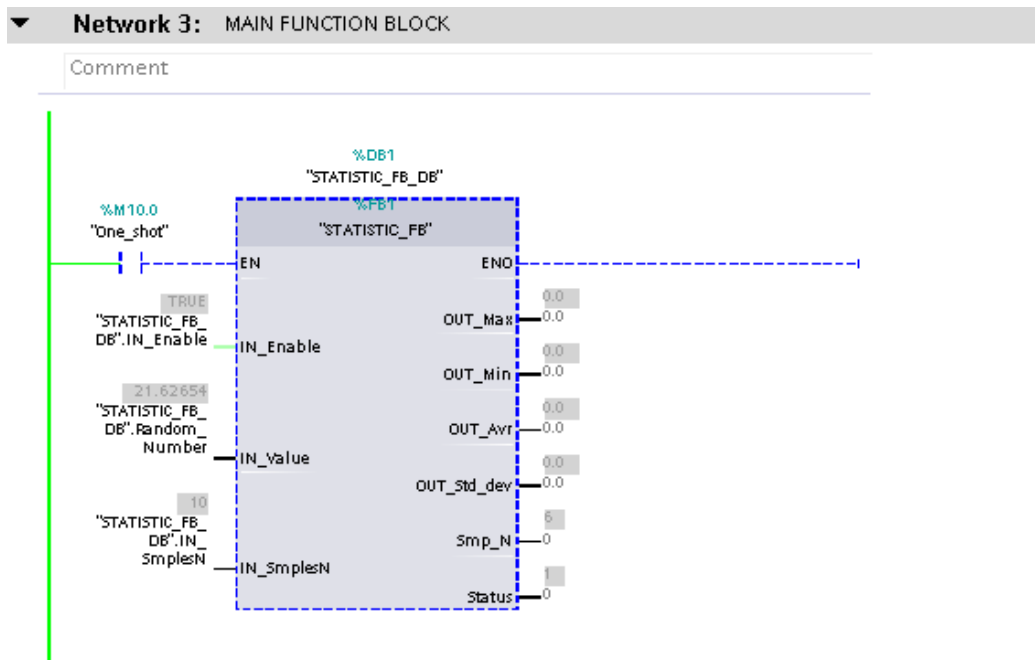 Network 3: MAIN FUNCTION BLOCK
Comment
%DB1
"STATISTIC_FB_DB"
%FB1
"STATISTIC_FB"
%M10.0
"One_shot"
EN
ENO
TRUE
"STATISTIC_FB_
DB".IN_Enable
IN_Enable
21.62654
"STATISTIC_FB_
DB".Random_
Number
IN_Value
10
"STATISTIC_FB_
DB".IN_
SmplesN
IN_SmplesN
0.0
OUT_Max
0.0
0.0
OUT_Min
0.0
0.0
OUT_Avr
0.0
0.0
OUT_Std_dev
0.0
6
Smp_N
0
1
Status
0